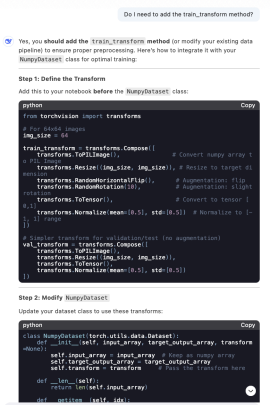 Do I need to add the train_transform method?
Yes, you should add the train_transform method (or modify your existing data
pipeline) to ensure proper preprocessing. Here's how to integrate it with your
NumpyDataset class for optimal training:
Step 1: Define the Transform
Add this to your notebook before the NumpyDataset class:
python Copy
from torchvision import transforms
# For 64x64 images
img_size = 64
train_transform = transforms.Compose([
transforms.ToPILImage(), # Convert numpy array t
o PIL Image
transforms.Resize((img_size, img_size)), # Resize to target di
mension
transforms.RandomHorizontalFlip(), # Augmentation: flip
transforms.RandomRotation(10), # Augmentation: slight
rotation
transforms.ToTensor(), # Convert to tensor [
0,1]
transforms.Normalize(mean=[0.5], std=[0.5]) # Normalize to [-
1, 1] range
])
# Simpler transform for validation/test (no augmentation)
val_transform = transforms.Compose([
transforms.ToPILImage(),
transforms.Resize((img_size, img_size)),
transforms.ToTensor(),
transforms.Normalize(mean=[0.5], std=[0.5])
])
Step 2: Modify NumpyDataset
Update your dataset class to use these transforms:
python Copy
class NumpyDataset(torch.utils.data.Dataset):
def __init__(self, input_array, target_output_array, transform
=None):
self.input_array = input_array # Keep as numpy array
self.target_output_array = target_output_array
self.transform = transform # Pass the transform here
def __len__(self):
return len(self.input_array)
def __getitem__(self, idx):